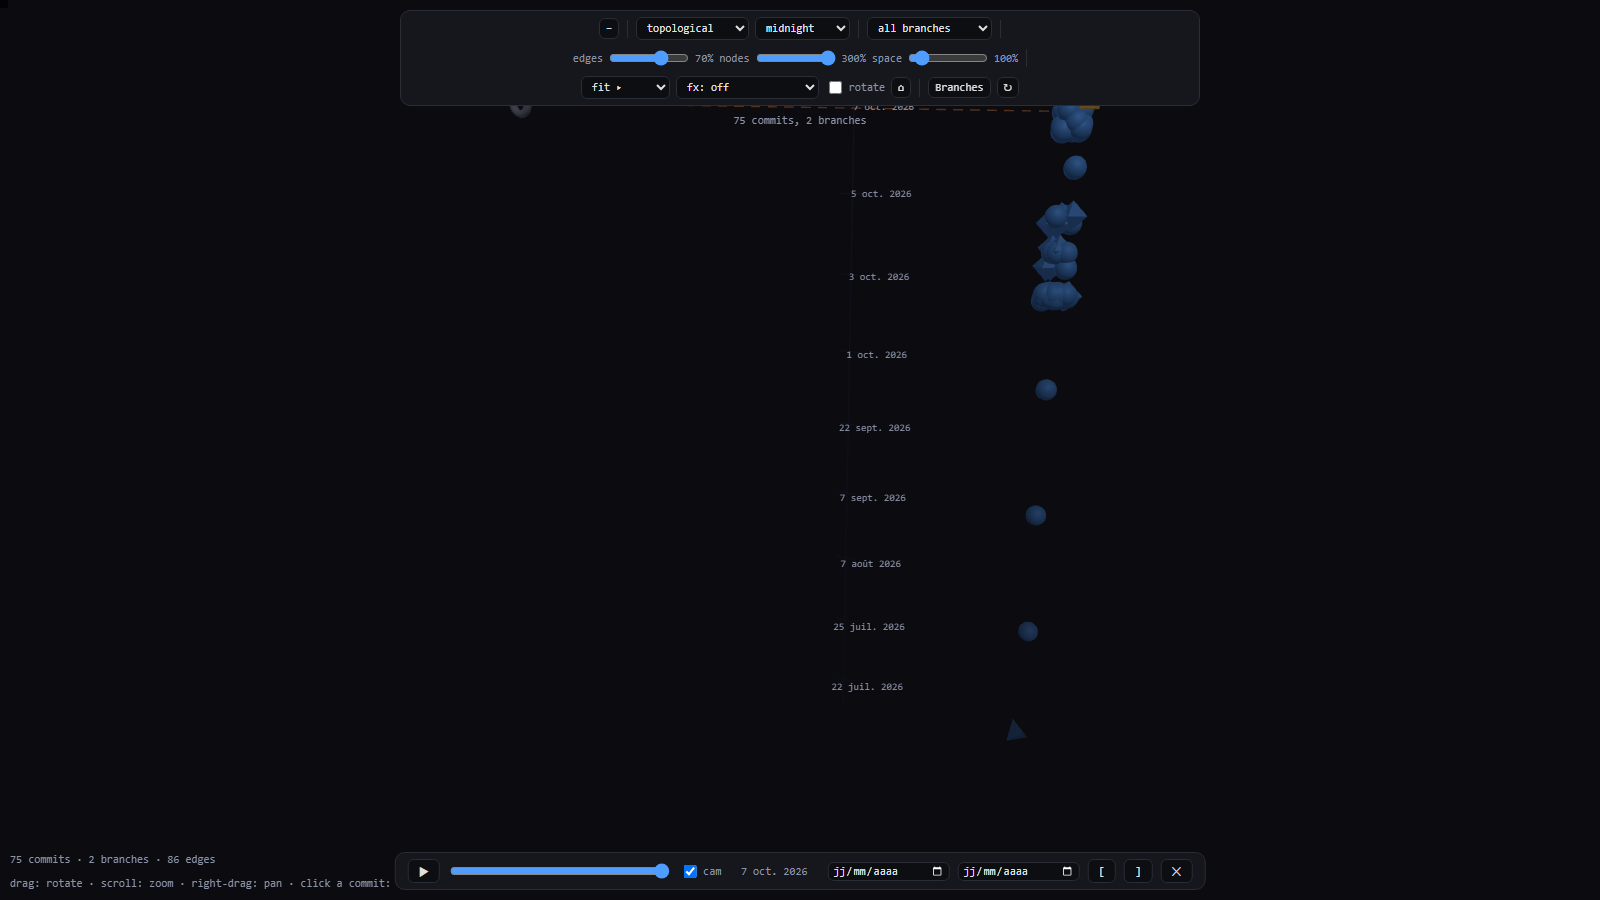 − topological midnight all branches
edges 70% nodes 300% space 100%
fit ▸ fx: off rotate ⌂ Branches ↻
7 oct. 2026
75 commits, 2 branches
5 oct. 2026
3 oct. 2026
1 oct. 2026
22 sept. 2026
7 sept. 2026
7 août 2026
25 juil. 2026
22 juil. 2026
75 commits · 2 branches · 86 edges
drag: rotate · scroll: zoom · right-drag: pan · click a commit:
▶ cam 7 oct. 2026 jj/mm/aaaa jj/mm/aaaa [ ] X